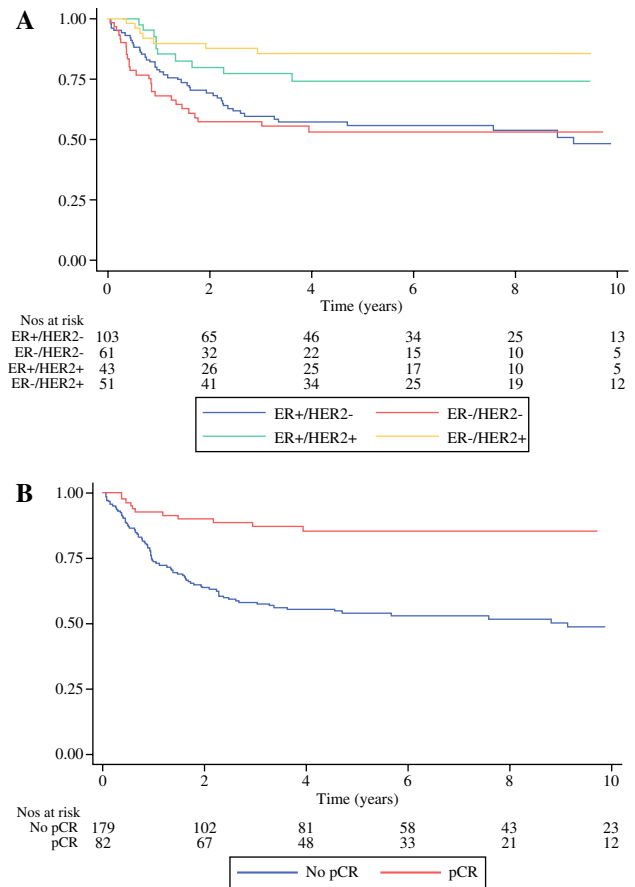 A
1.00
0.75
0.50
0.25
0.00
0 2 4 6 8 10
Time (years)
Nos at risk
ER+/HER2- 103 65 46 34 25 13
ER-/HER2- 61 32 22 15 10 5
ER+/HER2+ 43 26 25 17 10 5
ER-/HER2+ 51 41 34 25 19 12
ER+/HER2- ER-/HER2-
ER+/HER2+ ER-/HER2+
B
1.00
0.75
0.50
0.25
0.00
0 2 4 6 8 10
Time (years)
Nos at risk
No pCR 179 102 81 58 43 23
pCR 82 67 48 33 21 12
No pCR pCR